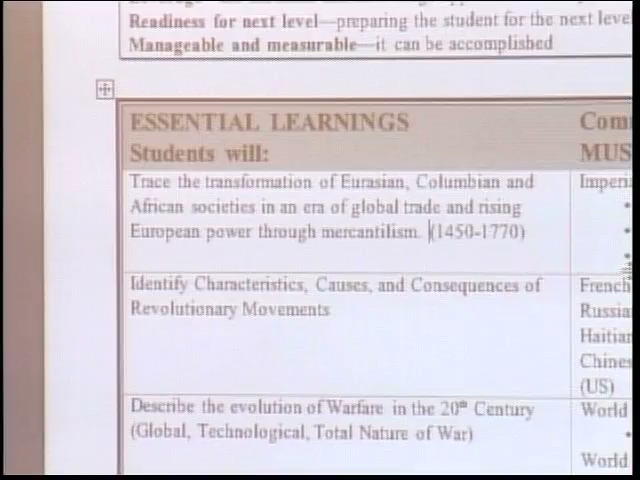 Readiness for next level—preparing the student for the next leve
Manageable and measurable—it can be accomplished
ESSENTIAL LEARNINGS
Students will:
Com
MUS
Trace the transformation of Eurasian, Columbian and
African societies in an era of global trade and rising
European power through mercantilism. (1450-1770)
Imperi
Identify Characteristics, Causes, and Consequences of
Revolutionary Movements
French
Russia
Haitian
Chines
(US)
Describe the evolution of Warfare in the 20th Century
(Global, Technological, Total Nature of War)
World
World